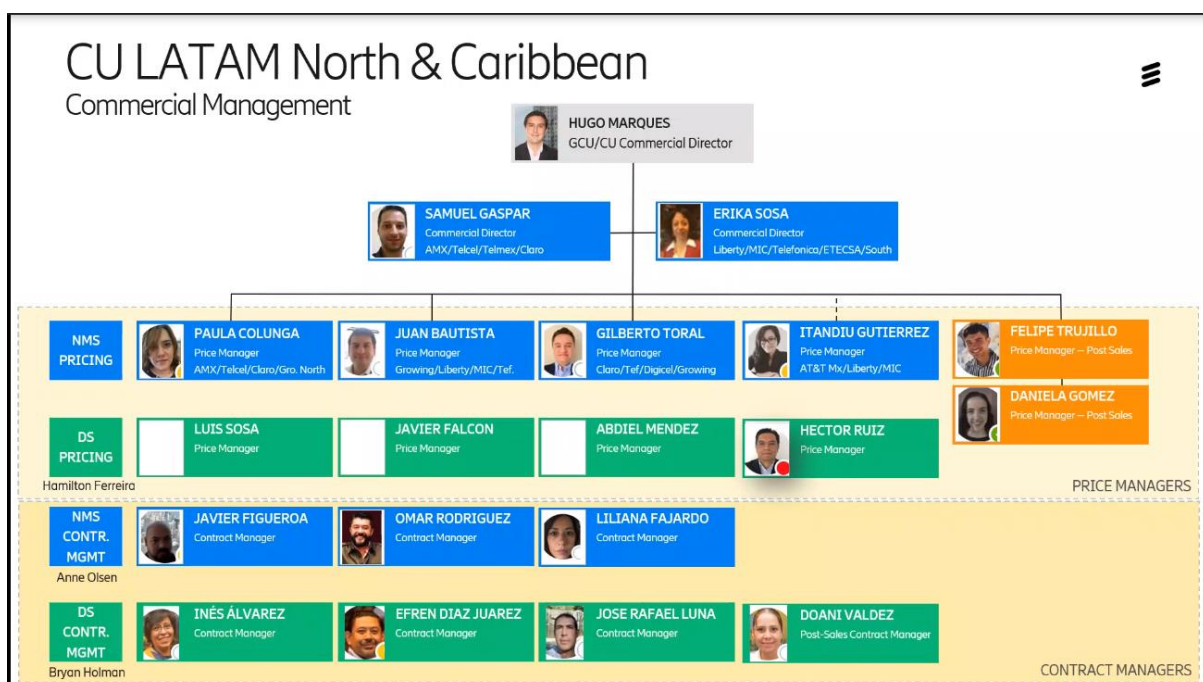 CU LATAM North & Caribbean
Commercial Management
HUGO MARQUES
GCU/CU Commercial Director
SAMUEL GASPAR
Commercial Director
AMX/Telcel/Telmex/Claro
ERIKA SOSA
Commercial Director
Liberty/MIC/Telefonica/ETECSA/South
NMS
PRICING
PAULA COLUNGA
Price Manager
AMX/Telcel/Claro/Gro. North
JUAN BAUTISTA
Price Manager
Growing/Liberty/MIC/Tef.
GILBERTO TORAL
Price Manager
Claro/Tef/Digicel/Growing
ITANDIU GUTIERREZ
Price Manager
AT&T Mx/Liberty/MIC
FELIPE TRUJILLO
Price Manager – Post Sales
DANIELA GOMEZ
Price Manager – Post Sales
DS
PRICING
Hamilton Ferreira
LUIS SOSA
Price Manager
JAVIER FALCON
Price Manager
ABDIEL MENDEZ
Price Manager
HECTOR RUIZ
Price Manager
PRICE MANAGERS
NMS
CONTR.
MGMT
Anne Olsen
JAVIER FIGUEROA
Contract Manager
OMAR RODRIGUEZ
Contract Manager
LILIANA FAJARDO
Contract Manager
DS
CONTR.
MGMT
Bryan Holman
INÉS ÁLVAREZ
Contract Manager
EFREN DIAZ JUAREZ
Contract Manager
JOSE RAFAEL LUNA
Contract Manager
DOANI VALDEZ
Post-Sales Contract Manager
CONTRACT MANAGERS